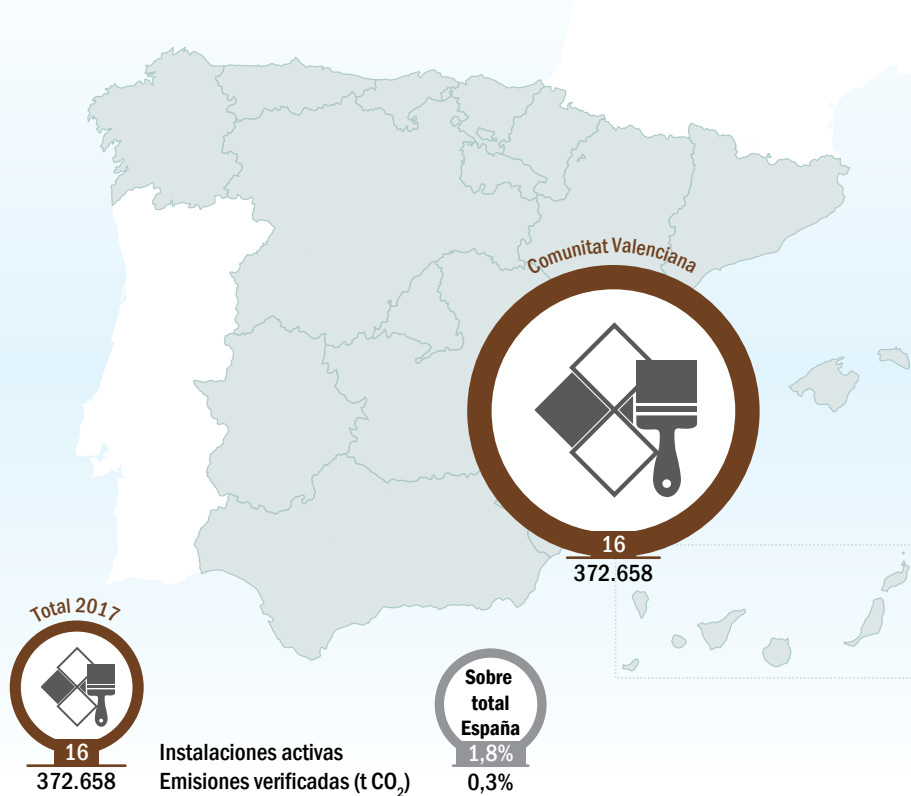 Comunitat Valenciana
16
372.658
Total 2017
16
372.658
Instalaciones activas
Emisiones verificadas (t CO₂)
Sobre
total
España
1,8%
0,3%